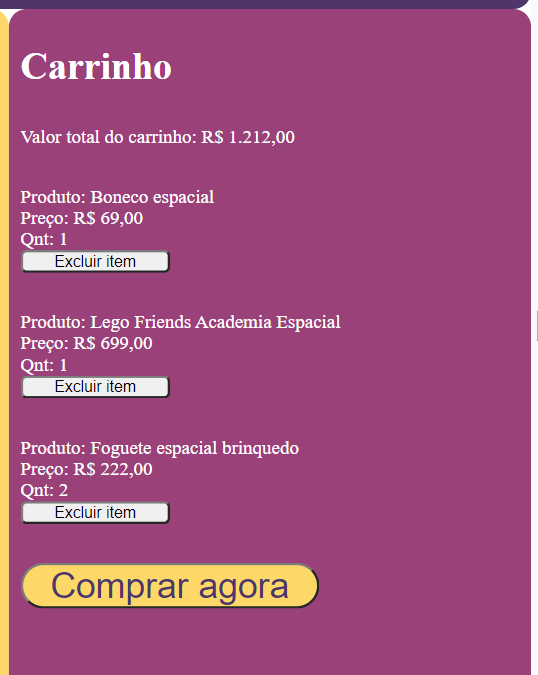 Carrinho
Valor total do carrinho: R$ 1.212,00
Produto: Boneco espacial
Preço: R$ 69,00
Qnt: 1
Excluir item
Produto: Lego Friends Academia Espacial
Preço: R$ 699,00
Qnt: 1
Excluir item
Produto: Foguete espacial brinquedo
Preço: R$ 222,00
Qnt: 2
Excluir item
Comprar agora